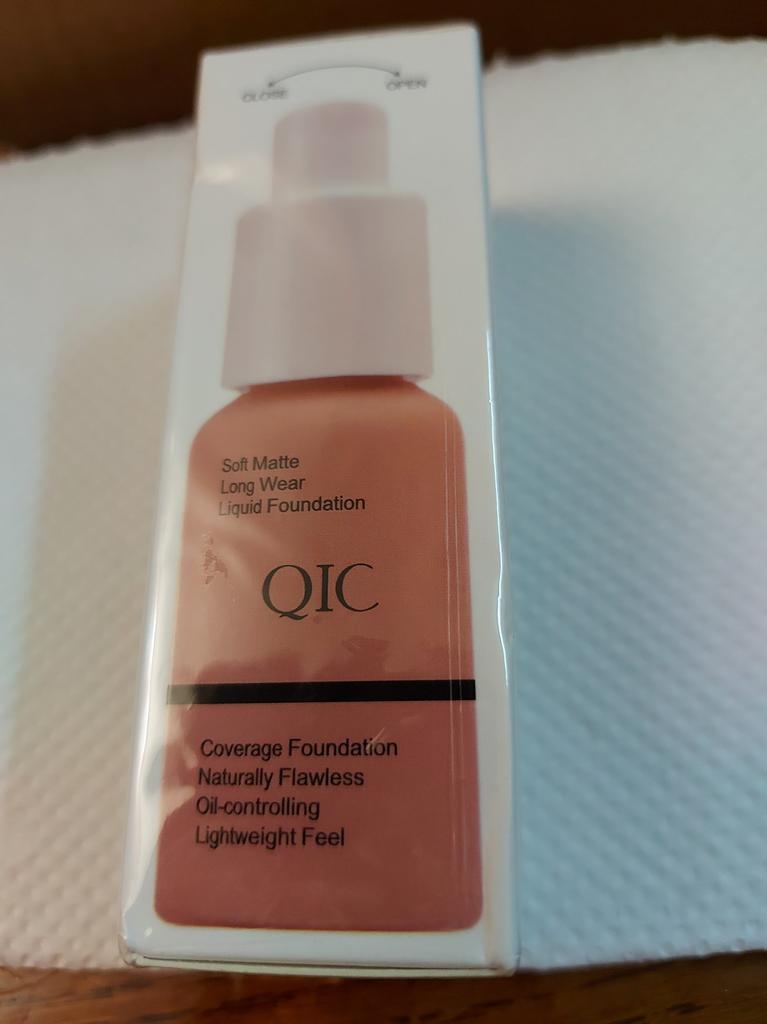 CLOSE OPEN
Soft Matte
Long Wear
Liquid Foundation
QIC
Coverage Foundation
Naturally Flawless
Oil-controlling
Lightweight Feel